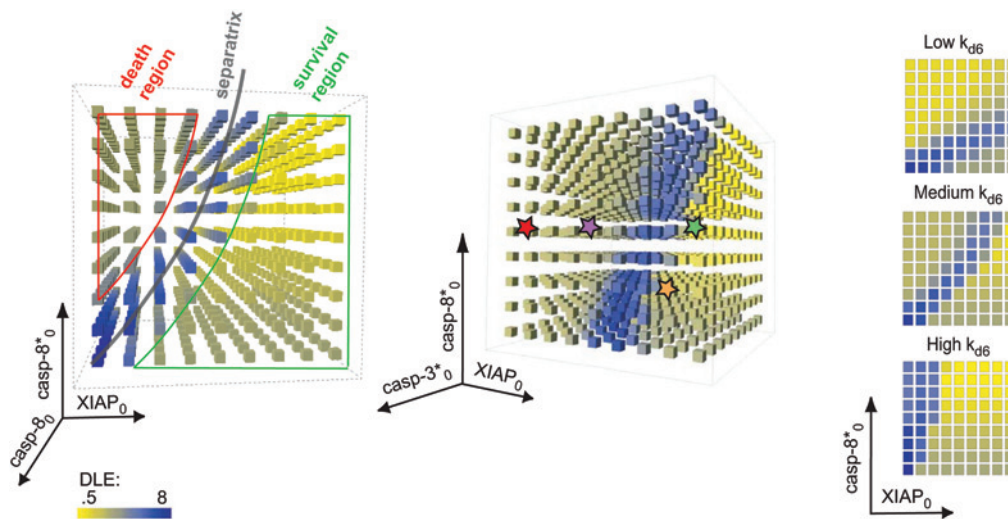 death
region
separatrix
survival
region
casp-8*0
casp-80
XIAP0
DLE:
.5 8
casp-8*0
casp-3*0
XIAP0
Low kd6
Medium kd6
High kd6
casp-8*0
XIAP0